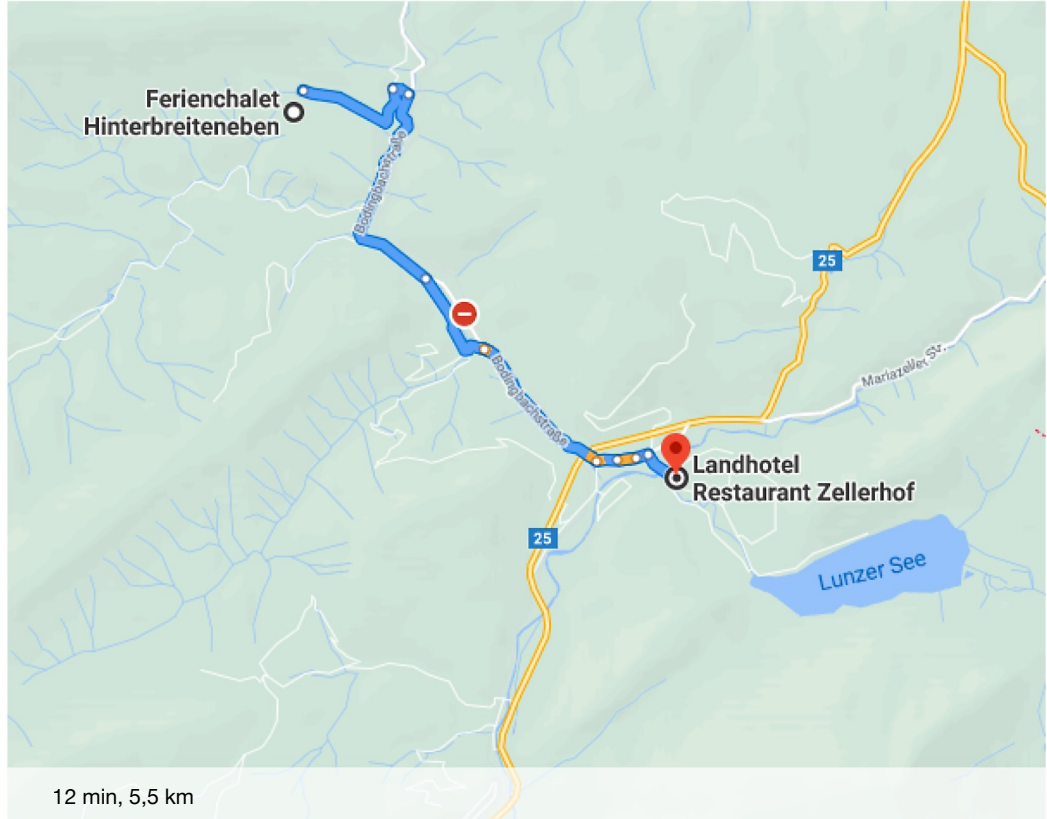 Ferienchalet
Hinterbreiteneben
Bodingbachstraße
25
Mariazeller Str...
Bodingbachstraße
Landhotel
Restaurant Zellerhof
25
Lunzer See
12 min, 5,5 km